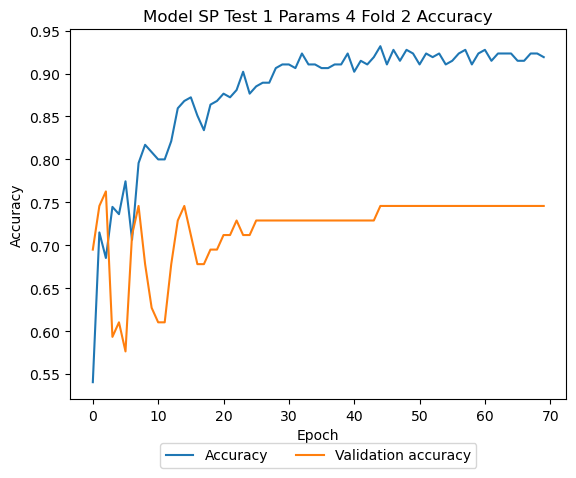 Model SP Test 1 Params 4 Fold 2 Accuracy
0.95
0.90
0.85
0.80
0.75
0.70
0.65
0.60
0.55
Accuracy
0 10 20 30 40 50 60 70
Epoch
Accuracy Validation accuracy